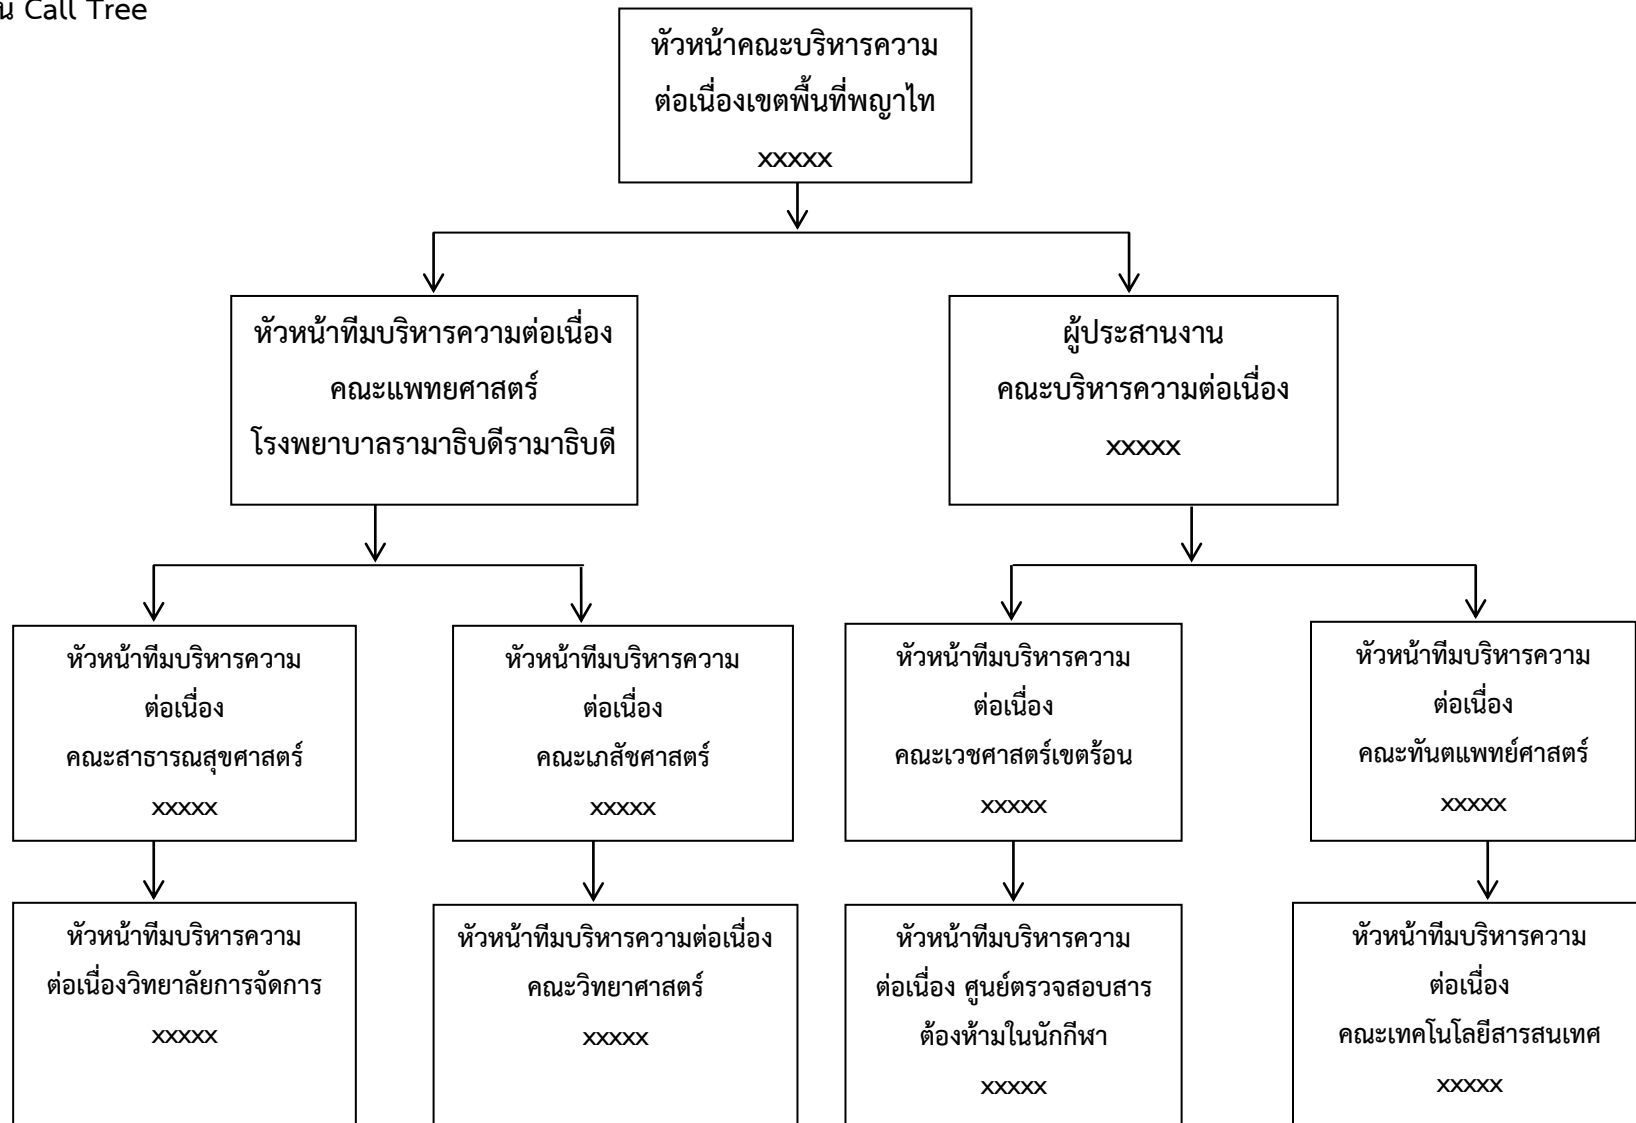 น Call Tree
หัวหน้าคณะบริหารความ
ต่อเนื่องเขตพื้นที่พญาไท
xxxxx
หัวหน้าทีมบริหารความต่อเนื่อง
คณะแพทยศาสตร์
โรงพยาบาลรามาธิบดีรามาธิบดี
ผู้ประสานงาน
คณะบริหารความต่อเนื่อง
xxxxx
หัวหน้าทีมบริหารความ
ต่อเนื่อง
คณะสาธารณสุขศาสตร์
xxxxx
หัวหน้าทีมบริหารความ
ต่อเนื่อง
คณะเภสัชศาสตร์
xxxxx
หัวหน้าทีมบริหารความ
ต่อเนื่อง
คณะเวชศาสตร์เขตร้อน
xxxxx
หัวหน้าทีมบริหารความ
ต่อเนื่อง
คณะทันตแพทย์ศาสตร์
xxxxx
หัวหน้าทีมบริหารความ
ต่อเนื่องวิทยาลัยการจัดการ
xxxxx
หัวหน้าทีมบริหารความต่อเนื่อง
คณะวิทยาศาสตร์
xxxxx
หัวหน้าทีมบริหารความ
ต่อเนื่อง ศูนย์ตรวจสอบสาร
ต้องห้ามในนักกีฬา
xxxxx
หัวหน้าทีมบริหารความ
ต่อเนื่อง
คณะเทคโนโลยีสารสนเทศ
xxxxx